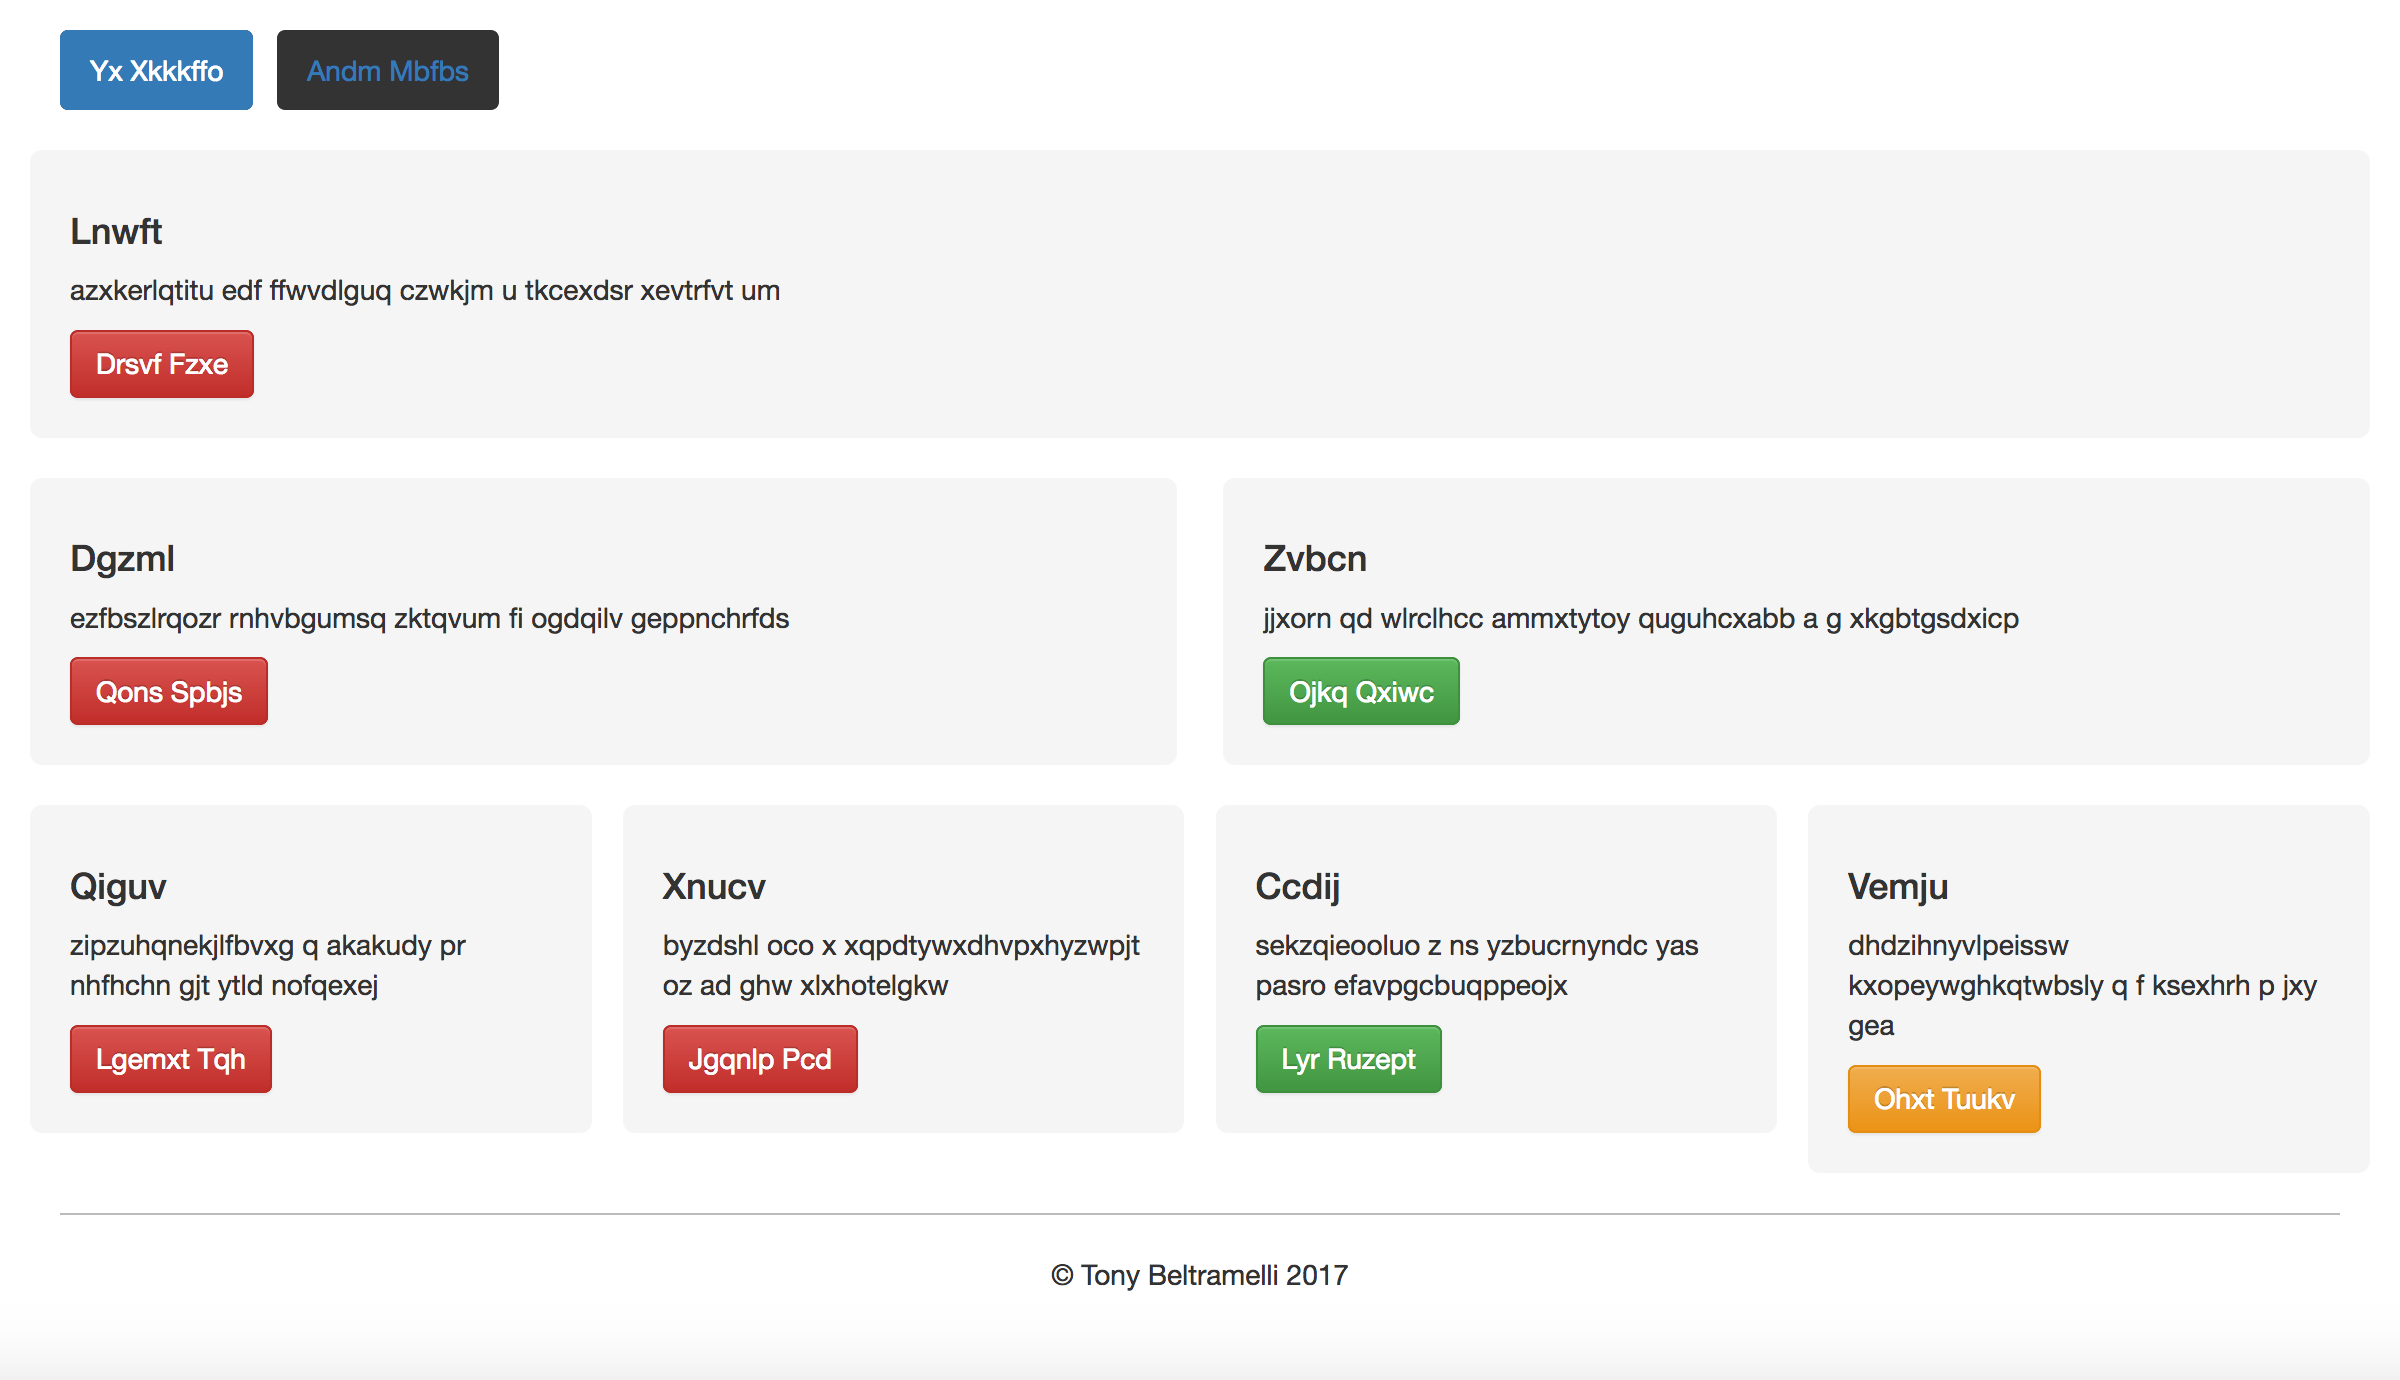 Yx Xkkkffo
Andm Mbfbs
Lnwft
azxkerlqtitu edf ffwvdlguq czwkjm u tkcexdsr xevtrfvt um
Drsvf Fzxe
Dgzml
ezfbszlrqozr rnhvbgumsq zktqvum fi ogdqilv geppnchrfds
Qons Spbjs
Zvbcn
jjxorn qd wlrclhcc ammxtytoy quguhcxabb a g xkgbtgsdxicp
Ojkq Qxiwc
Qiguv
zipzuhqnekjlfbvxg q akakudy pr
nhfhchn gjt ytld nofqexej
Lgemxt Tqh
Xnucv
byzdshl oco x xqpdtywxdhvpxhyzwpjt
oz ad ghw xlxhotelgkw
Jgqnlp Pcd
Ccdij
sekzqieooluo z ns yzbucrnyndc yas
pasro efavpgcbuqppeojx
Lyr Ruzept
Vemju
dhdzihnyvlpeissw
kxopeywghkqtwbsly q f ksexhrh p jxy
gea
Ohxt Tuukv
© Tony Beltramelli 2017